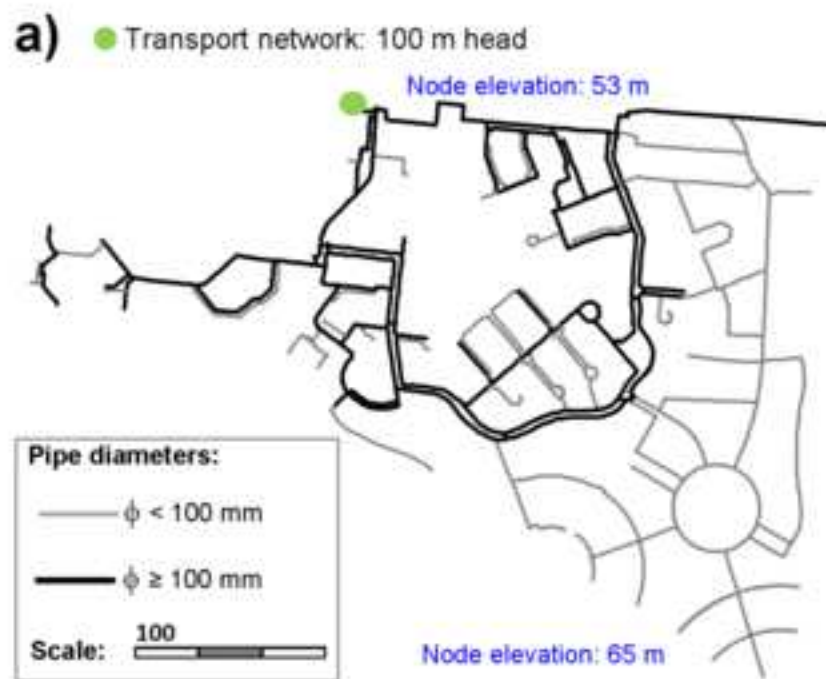 a) Transport network: 100 m head
Node elevation: 53 m
Pipe diameters:
ϕ < 100 mm
ϕ ≥ 100 mm
100
Scale:
Node elevation: 65 m